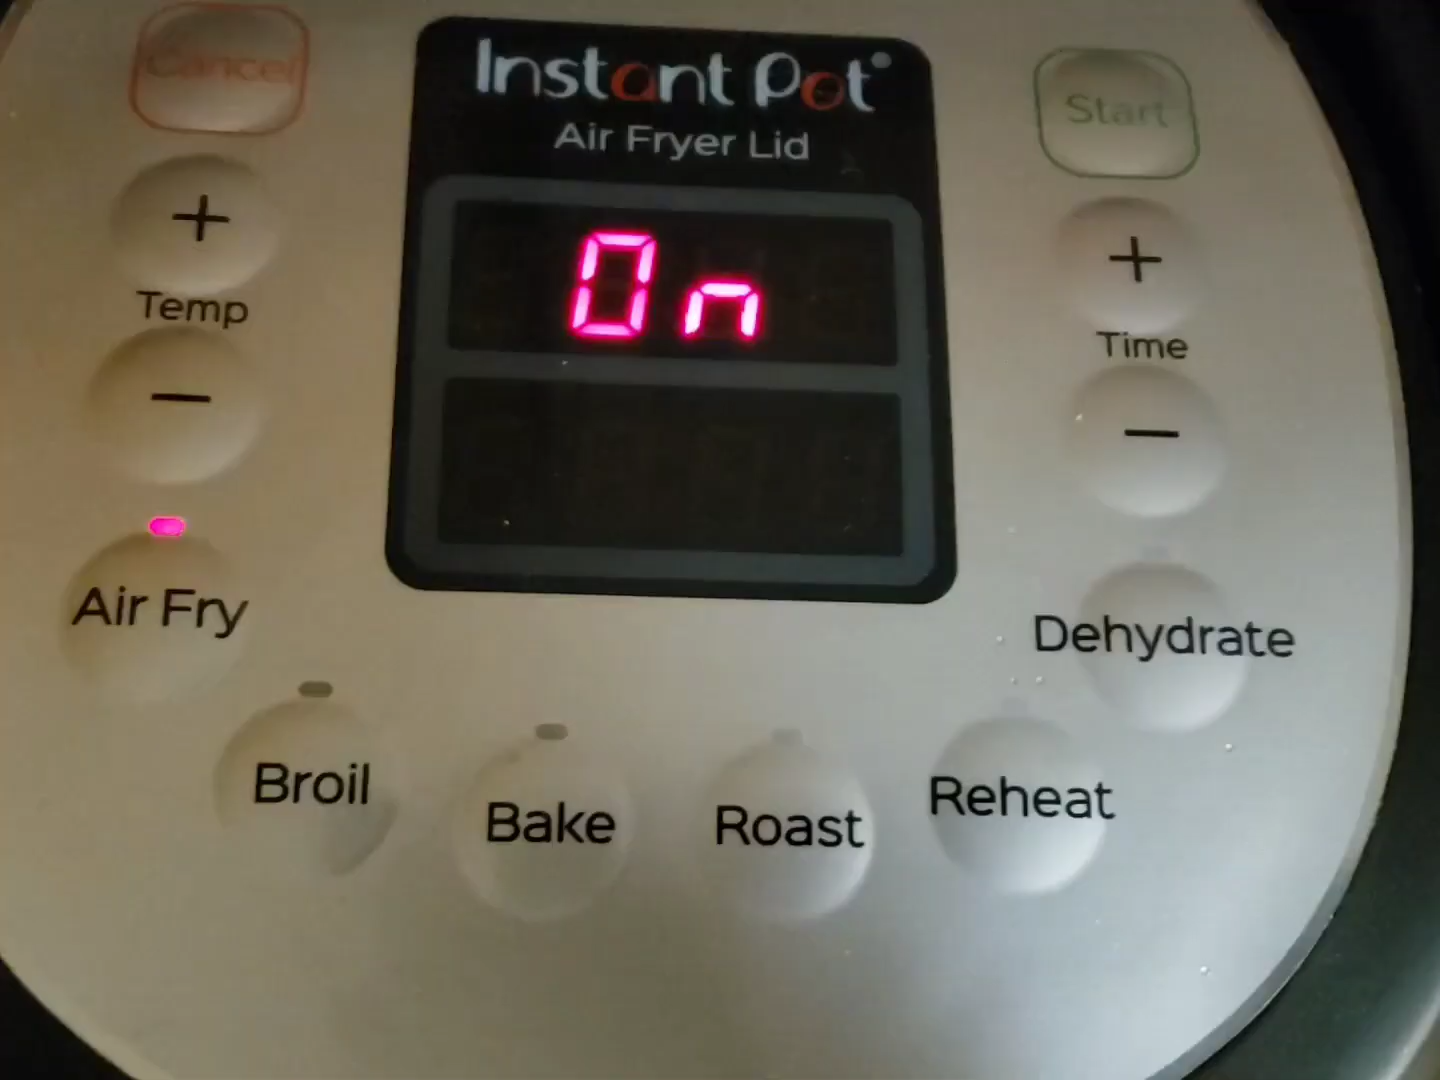 Cancel
Instant Pot®
Air Fryer Lid
Start
+
Temp
−
On
+
Time
−
Air Fry
Broil
Bake
Roast
Reheat
Dehydrate